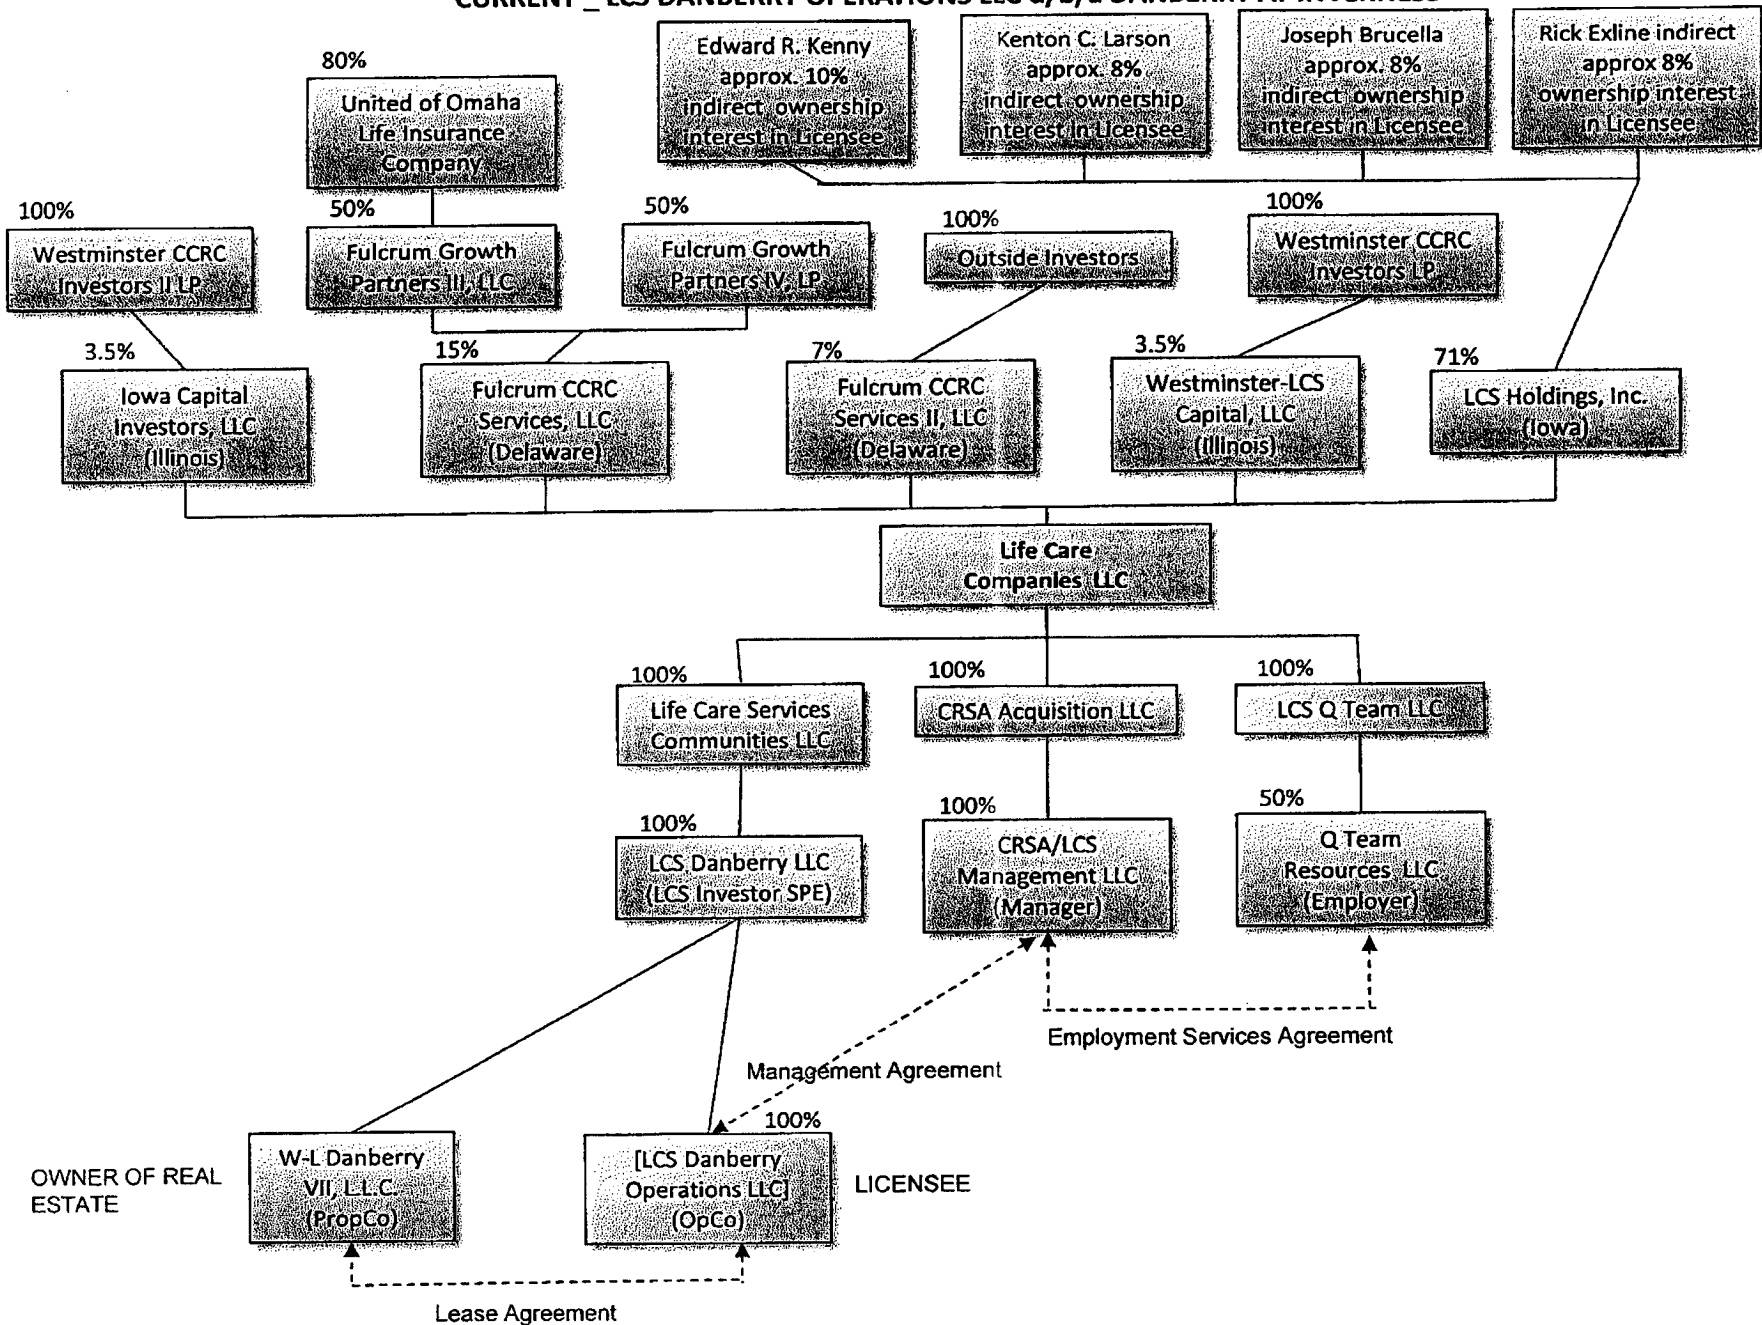 80%
United of Omaha
Life Insurance
Company
Edward R. Kenny
approx. 10%
indirect ownership
interest in Licensee
Kenton C. Larson
approx. 8%
indirect ownership
interest in Licensee
Joseph Brucella
approx. 8%
indirect ownership
interest in Licensee
Rick Exline indirect
approx 8%
ownership interest
in Licensee
100%
Westminster CCRC
Investors II LP
50%
Fulcrum Growth
Partners III, LLC
50%
Fulcrum Growth
Partners IV, LP
100%
Outside Investors
100%
Westminster CCRC
Investors LP
3.5%
Iowa Capital
Investors, LLC
(Illinois)
15%
Fulcrum CCRC
Services, LLC
(Delaware)
7%
Fulcrum CCRC
Services II, LLC
(Delaware)
3.5%
Westminster-LCS
Capital, LLC
(Illinois)
71%
LCS Holdings, Inc.
(Iowa)
Life Care
Companies LLC
100%
Life Care Services
Communities LLC
100%
CRSA Acquisition LLC
100%
LCS Q Team LLC
100%
LCS Danberry LLC
(LCS Investor SPE)
100%
CRSA/LCS
Management LLC
(Manager)
50%
Q Team
Resources LLC
(Employer)
Employment Services Agreement
Management Agreement
OWNER OF REAL
ESTATE
W-L Danberry
VII, L.L.C.
(PropCo)
100%
[LCS Danberry
Operations LLC]
(OpCo)
LICENSEE
Lease Agreement